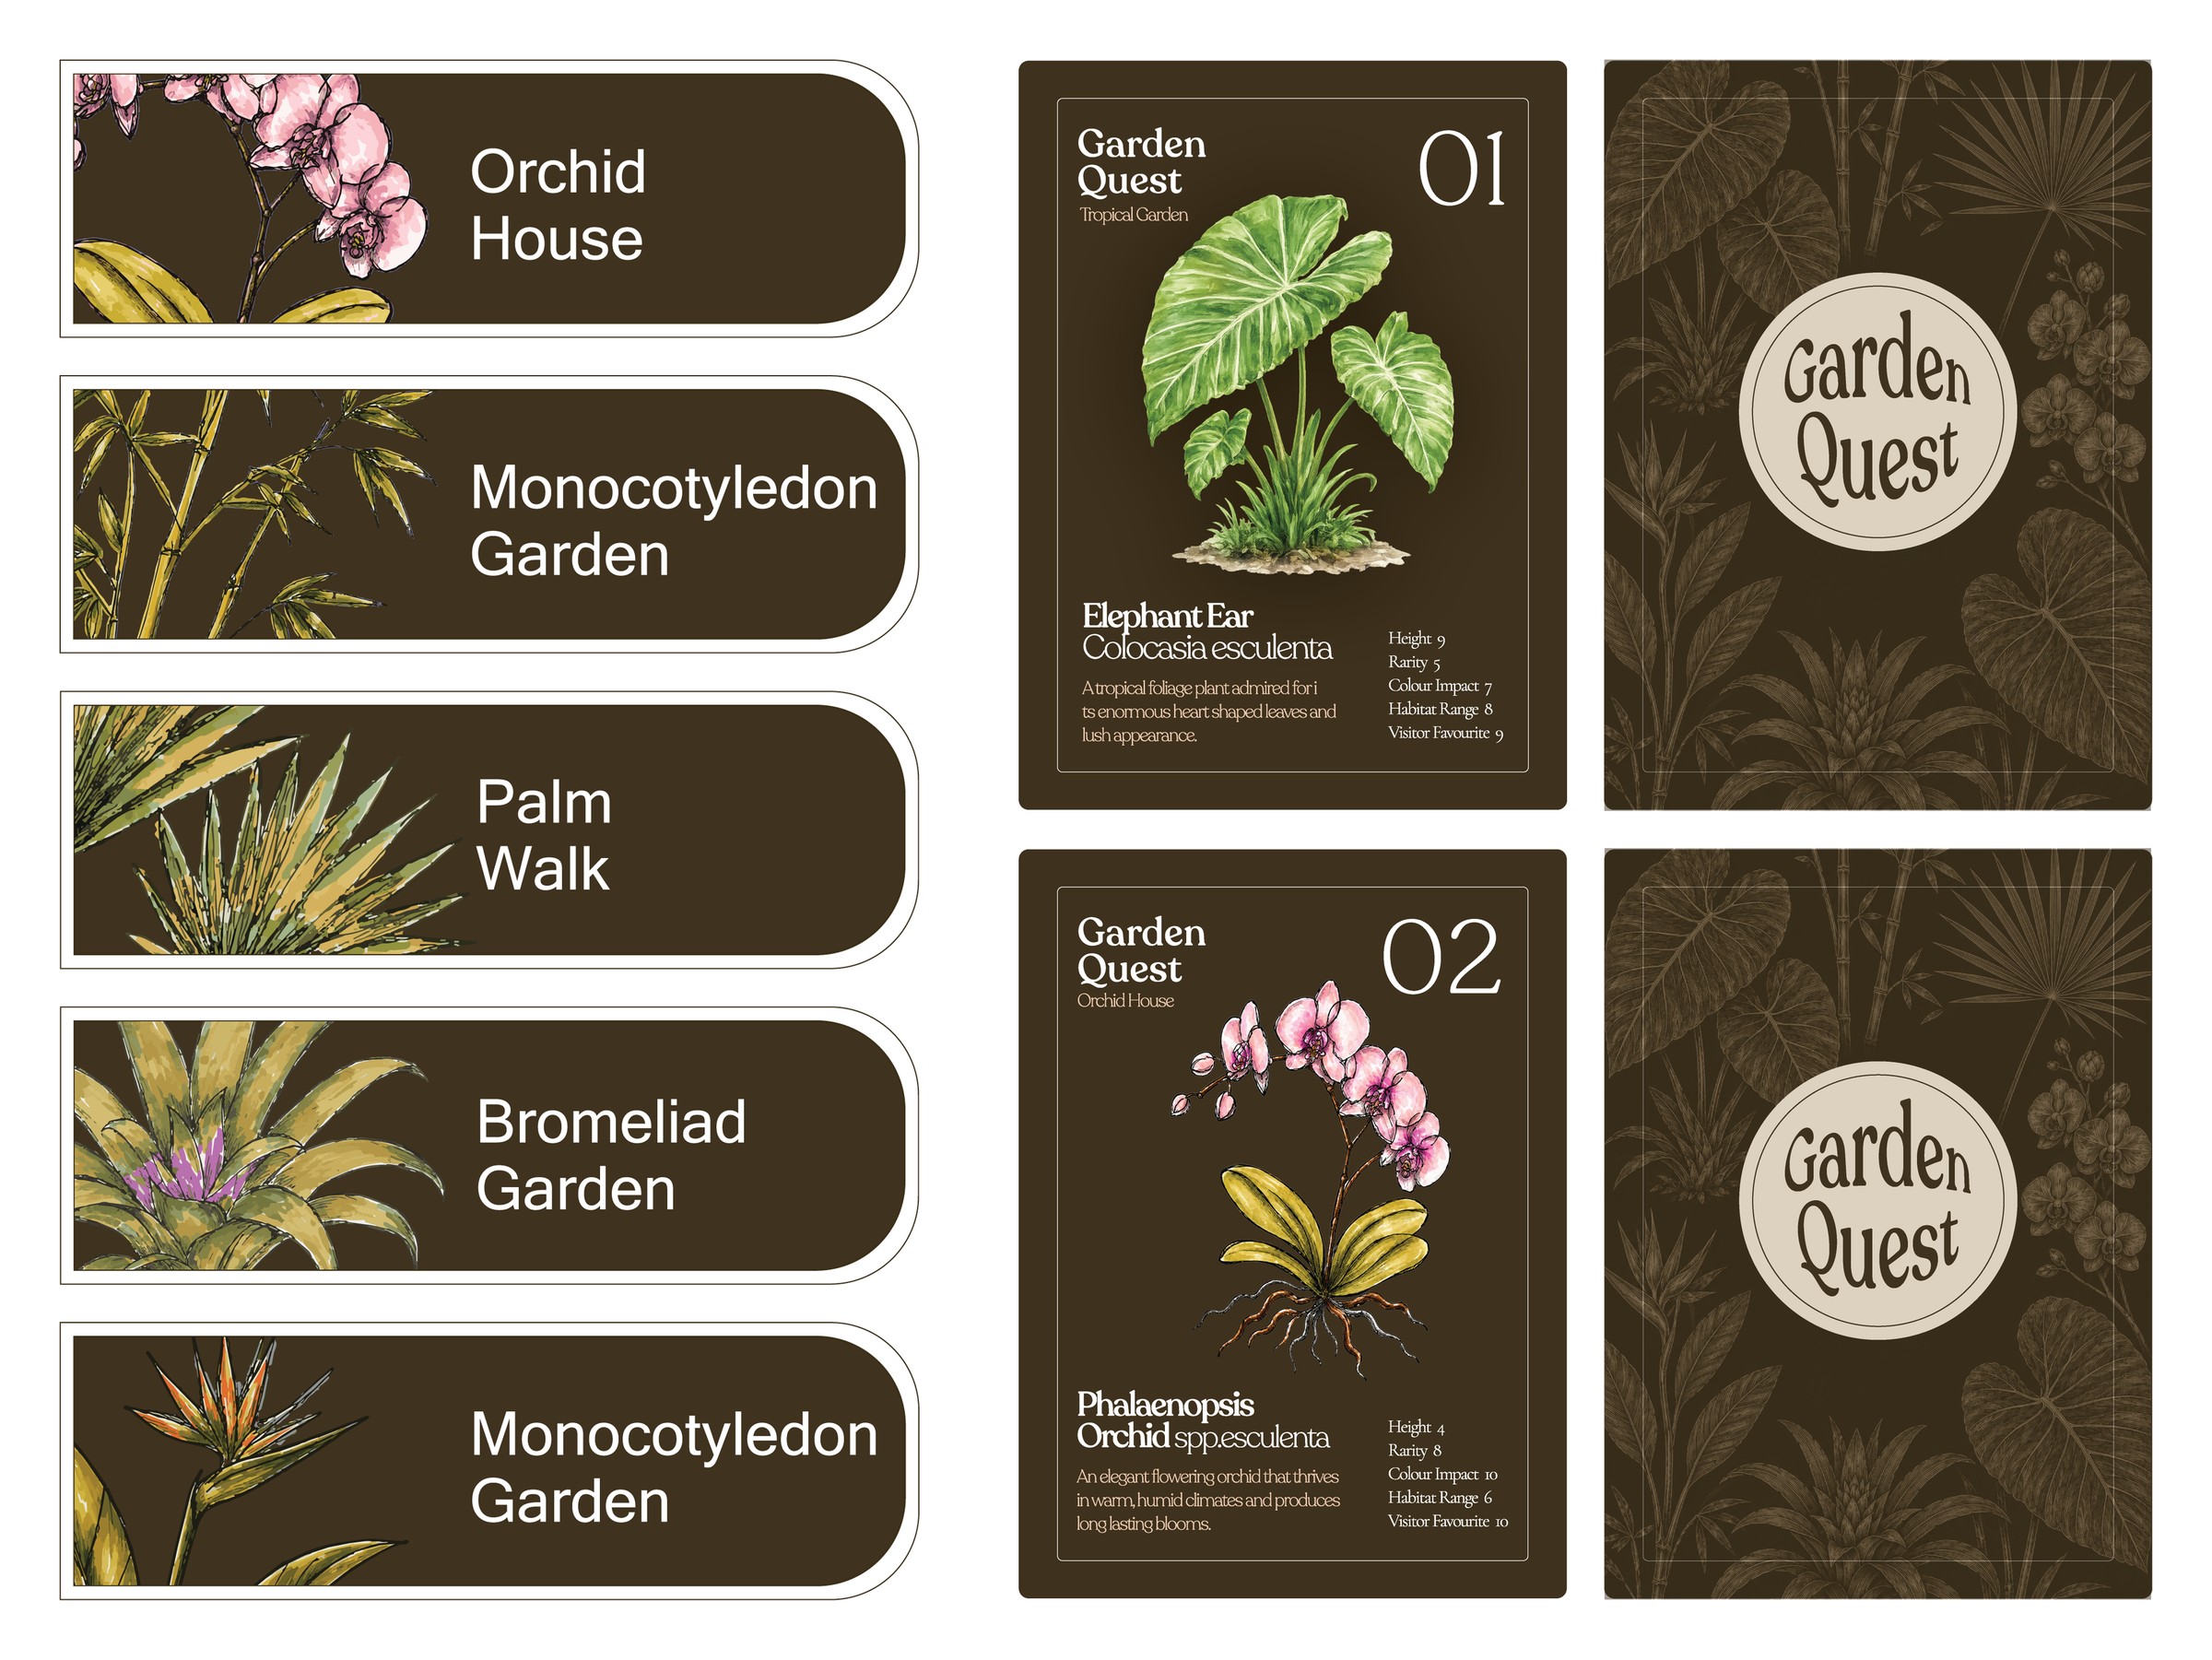 Orchid
House
Monocotyledon
Garden
Palm
Walk
Bromeliad
Garden
Monocotyledon
Garden
Garden
Quest
Tropical Garden
01
Elephant Ear
Colocasia esculenta
A tropical foliage plant admired for i
ts enormous heart shaped leaves and
lush appearance.
Height 9
Rarity 5
Colour Impact 7
Habitat Range 8
Visitor Favourite 9
Garden
Quest
Garden
Quest
Orchid House
02
Phalaenopsis
Orchid spp.esculenta
An elegant flowering orchid that thrives
in warm, humid climates and produces
long lasting blooms.
Height 4
Rarity 8
Colour Impact 10
Habitat Range 6
Visitor Favourite 10
Garden
Quest